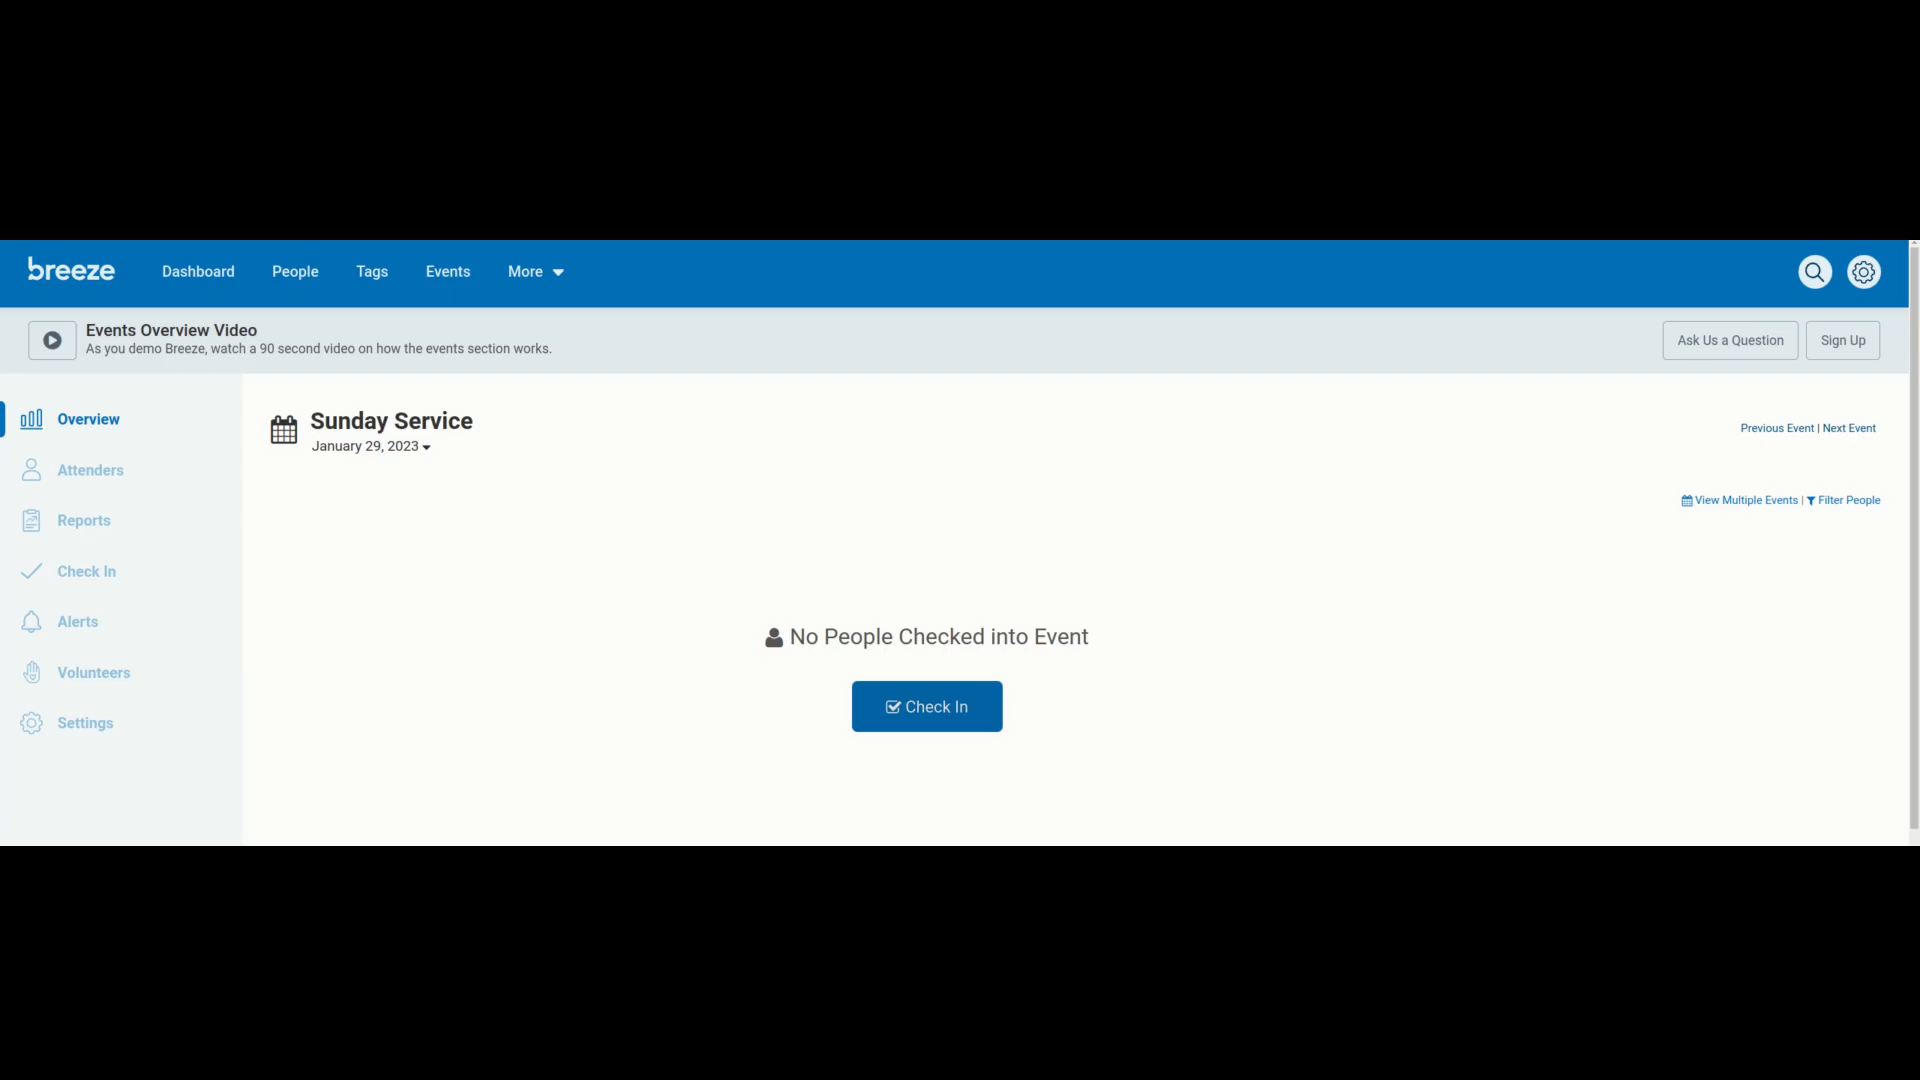 breeze
Dashboard
People
Tags
Events
More
Events Overview Video
As you demo Breeze, watch a 90 second video on how the events section works.
Ask Us a Question
Sign Up
Overview
Attenders
Reports
Check In
Alerts
Volunteers
Settings
Sunday Service
January 29, 2023
Previous Event | Next Event
View Multiple Events | Filter People
No People Checked into Event
Check In